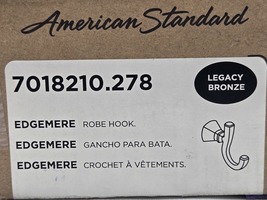 American Standard
7018210.278
LEGACY
BRONZE
EDGEMERE ROBE HOOK.
EDGEMERE GANCHO PARA BATA.
EDGEMERE CROCHET À VÊTEMENTS.